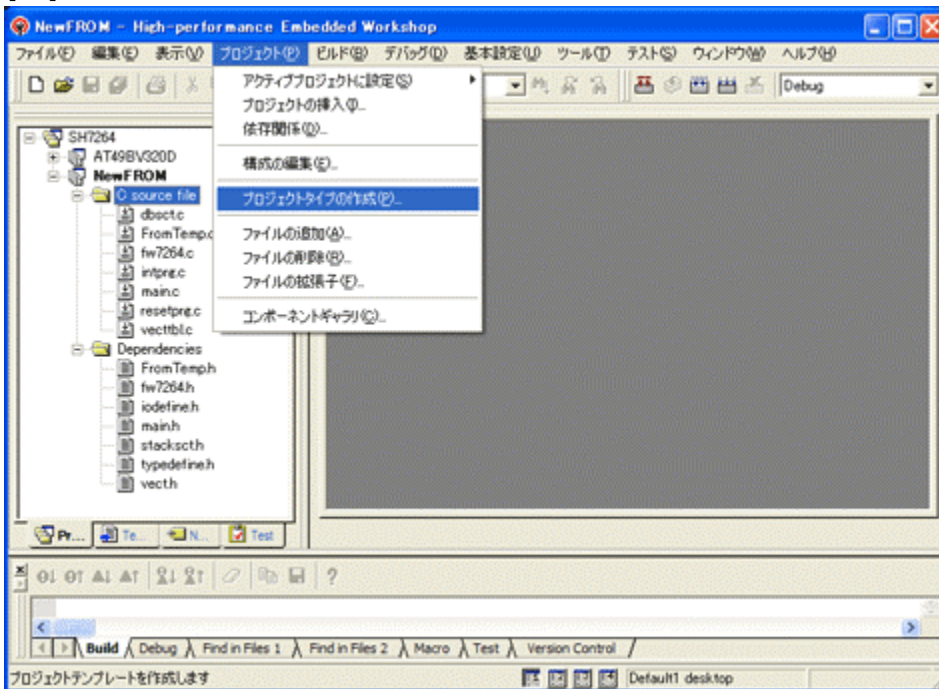 NewFROM - High-performance Embedded Workshop
ファイル(F) 編集(E) 表示(V) プロジェクト(P) ビルド(B) デバッグ(D) 基本設定(U) ツール(T) テスト(S) ウィンドウ(W) ヘルプ(H)
Debug
アクティブプロジェクトに設定(S)
プロジェクトの挿入(I)...
依存関係(D)...
構成の編集(E)...
プロジェクトタイプの作成(P)...
ファイルの追加(A)...
ファイルの削除(R)...
ファイルの拡張子(F)...
コンポーネントギャラリ(C)...
SH7264
AT49BV320D
NewFROM
C source file
dbsct.c
FromTemp.c
fw7264.c
intprg.c
main.c
resetprg.c
vecttbl.c
Dependencies
FromTemp.h
fw7264.h
iodefine.h
main.h
stacksct.h
typedefine.h
vect.h
Pr... Te... N... Test
Build Debug Find in Files 1 Find in Files 2 Macro Test Version Control
プロジェクトテンプレートを作成します Default1 desktop